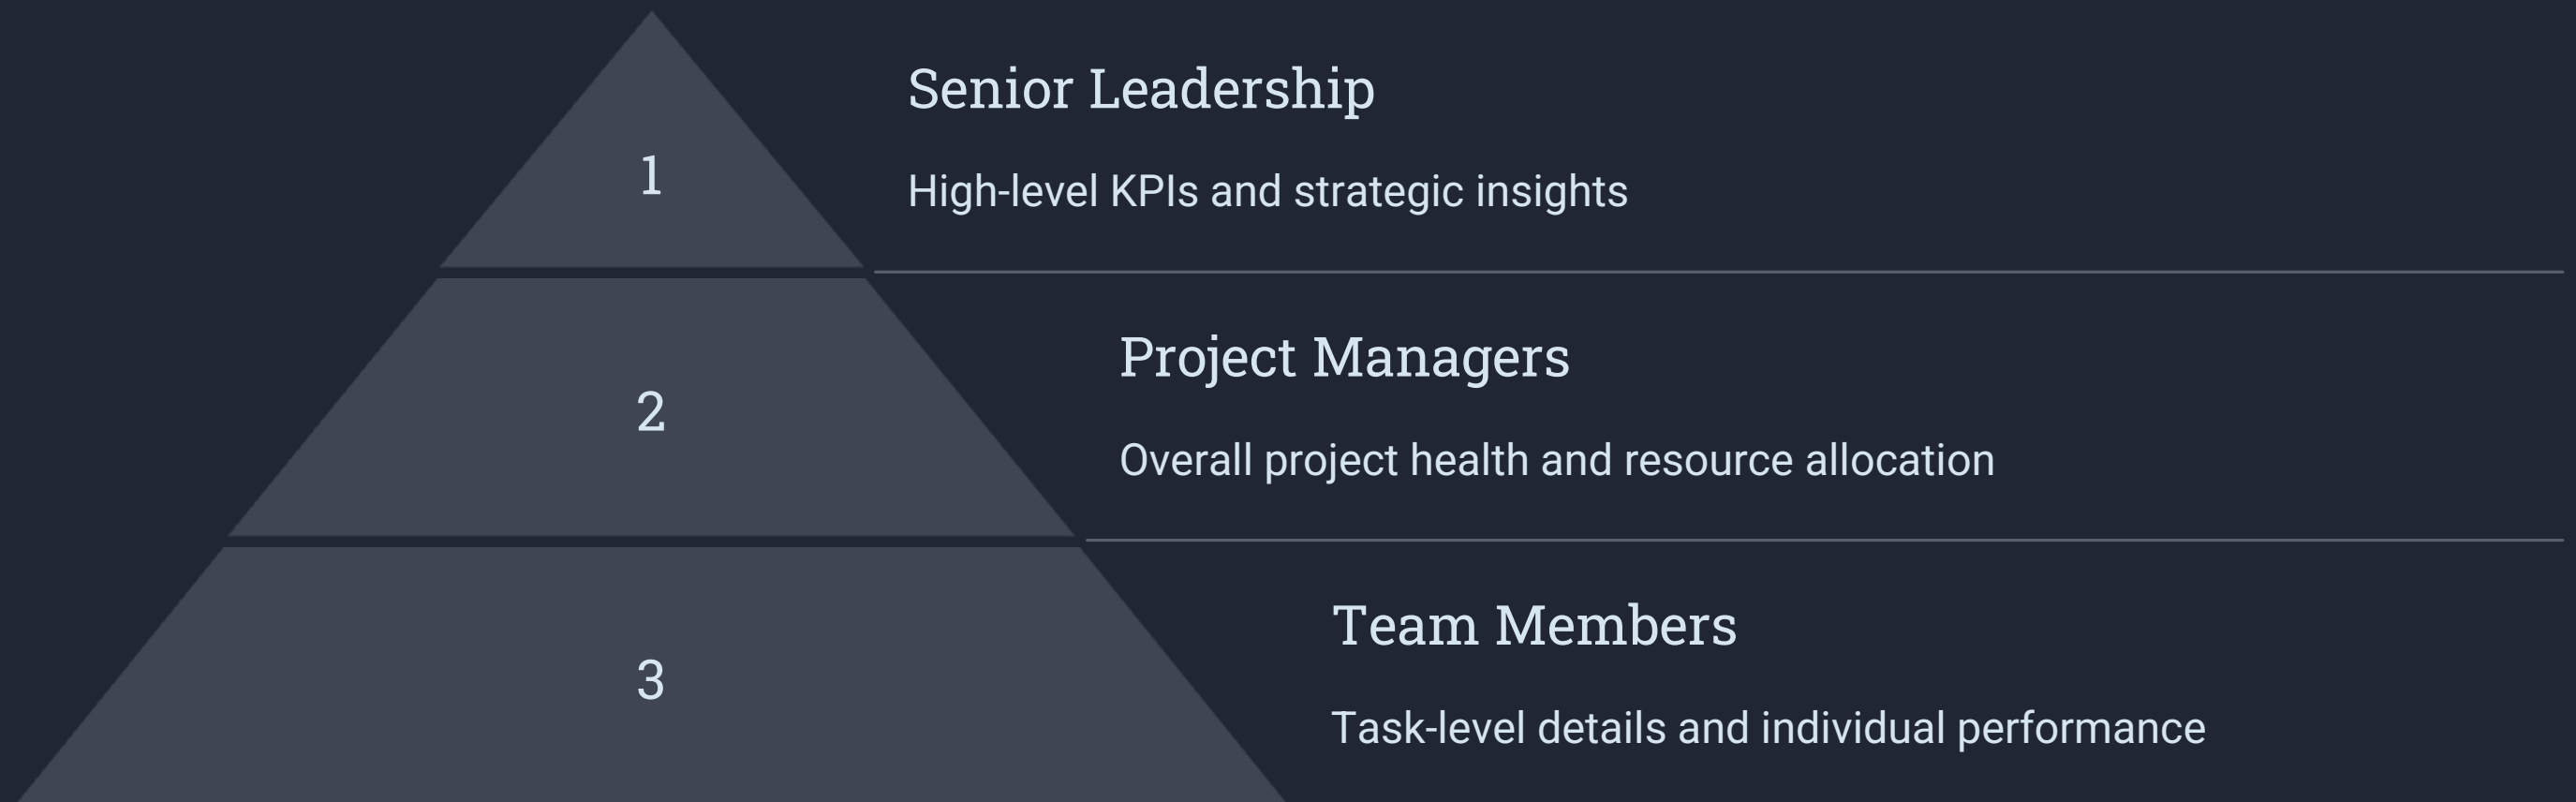 1
Senior Leadership
High-level KPIs and strategic insights
2
Project Managers
Overall project health and resource allocation
3
Team Members
Task-level details and individual performance